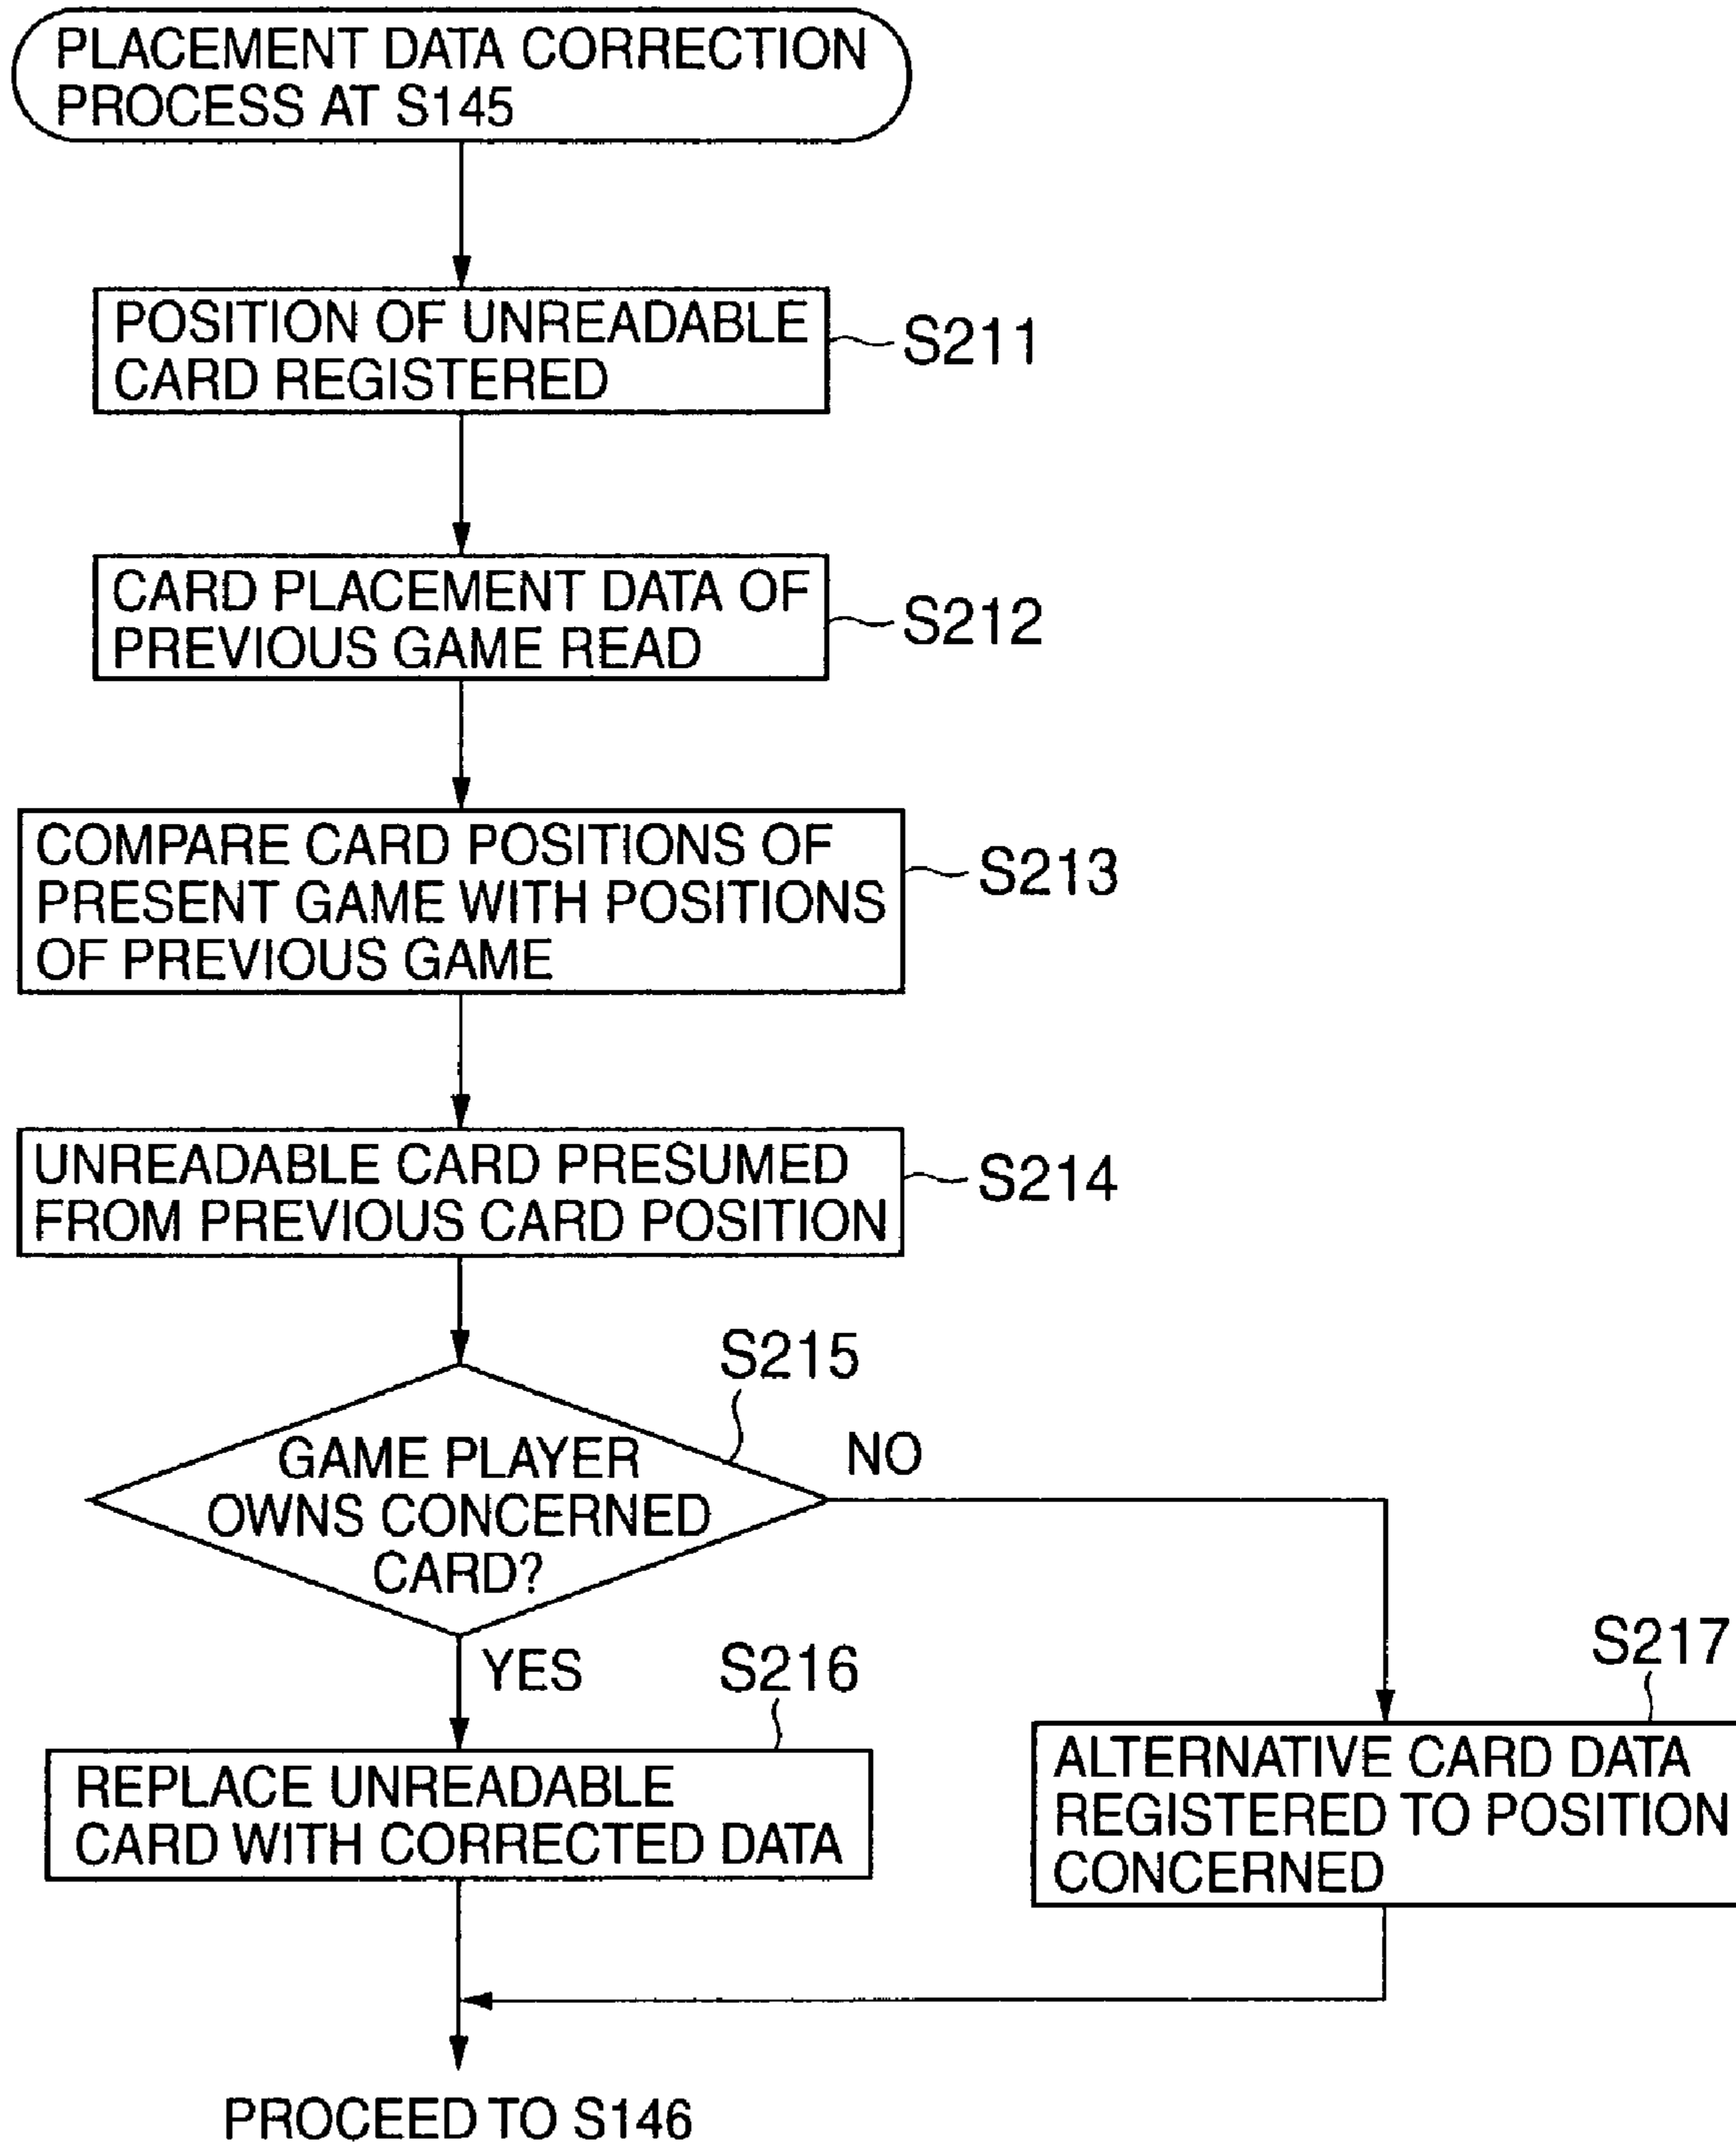 PLACEMENT DATA CORRECTION
PROCESS AT S145
POSITION OF UNREADABLE
CARD REGISTERED
S211
CARD PLACEMENT DATA OF
PREVIOUS GAME READ
S212
COMPARE CARD POSITIONS OF
PRESENT GAME WITH POSITIONS
OF PREVIOUS GAME
S213
UNREADABLE CARD PRESUMED
FROM PREVIOUS CARD POSITION
S214
S215
GAME PLAYER
OWNS CONCERNED
CARD?
NO
YES
S216
REPLACE UNREADABLE
CARD WITH CORRECTED DATA
S217
ALTERNATIVE CARD DATA
REGISTERED TO POSITION
CONCERNED
PROCEED TO S146